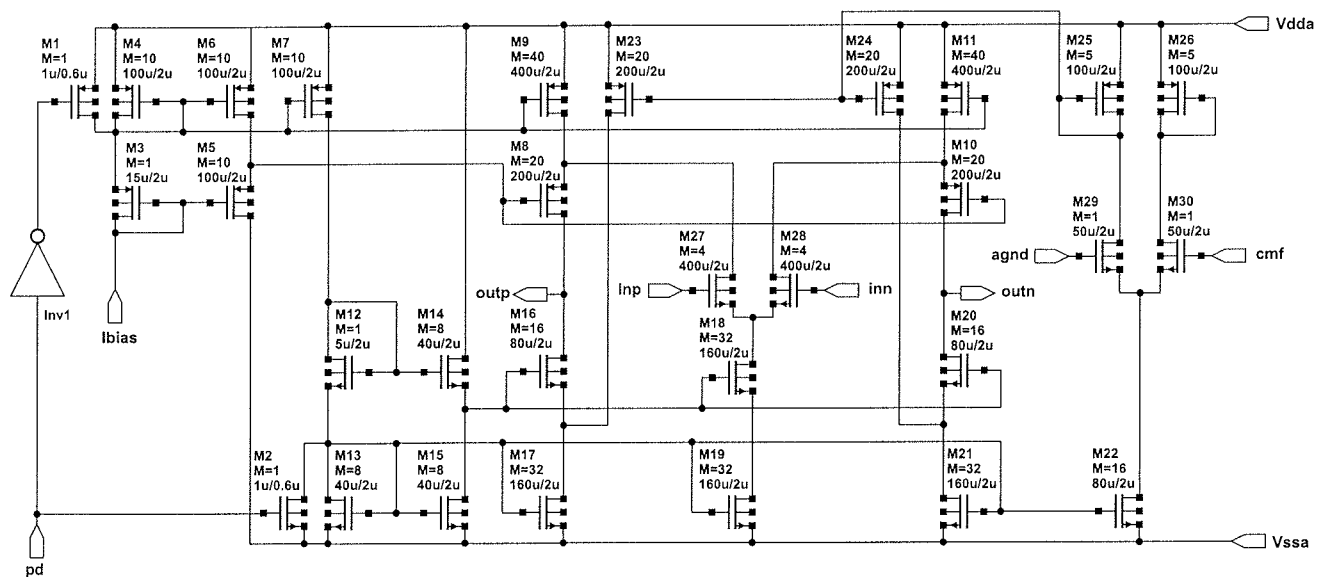 M1
M=1
1u/0.6u
M4
M=10
100u/2u
M6
M=10
100u/2u
M7
M=10
100u/2u
M9
M=40
400u/2u
M23
M=20
200u/2u
M24
M=20
200u/2u
M11
M=40
400u/2u
M25
M=5
100u/2u
M26
M=5
100u/2u
Vdda
M3
M=1
15u/2u
M5
M=10
100u/2u
M8
M=20
200u/2u
M10
M=20
200u/2u
M27
M=4
400u/2u
M28
M=4
400u/2u
M29
M=1
50u/2u
M30
M=1
50u/2u
agnd
cmf
Inv1
Ibias
outp
Inp
inn
outn
M12
M=1
5u/2u
M14
M=8
40u/2u
M16
M=16
80u/2u
M18
M=32
160u/2u
M20
M=16
80u/2u
M2
M=1
1u/0.6u
M13
M=8
40u/2u
M15
M=8
40u/2u
M17
M=32
160u/2u
M19
M=32
160u/2u
M21
M=32
160u/2u
M22
M=16
80u/2u
Vssa
pd